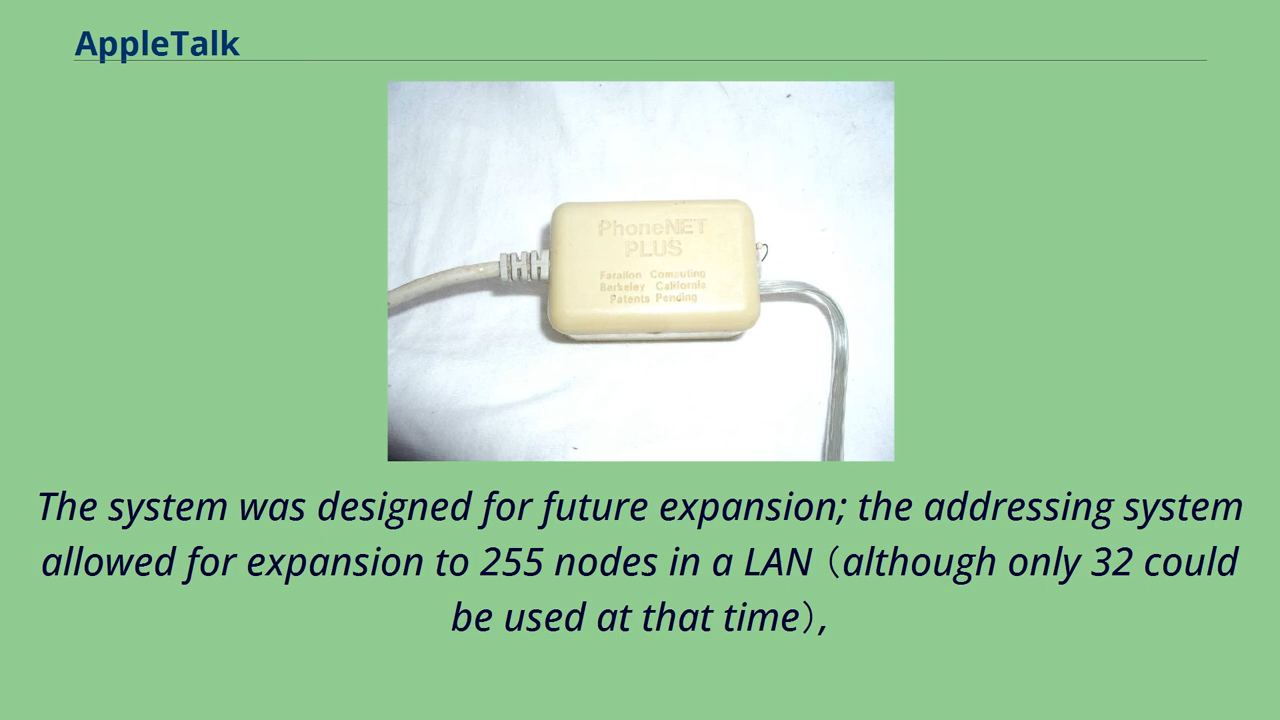 AppleTalk
PhoneNET
PLUS
Farallon Computing
Berkeley California
Patents Pending
The system was designed for future expansion; the addressing system
allowed for expansion to 255 nodes in a LAN（although only 32 could
be used at that time）,